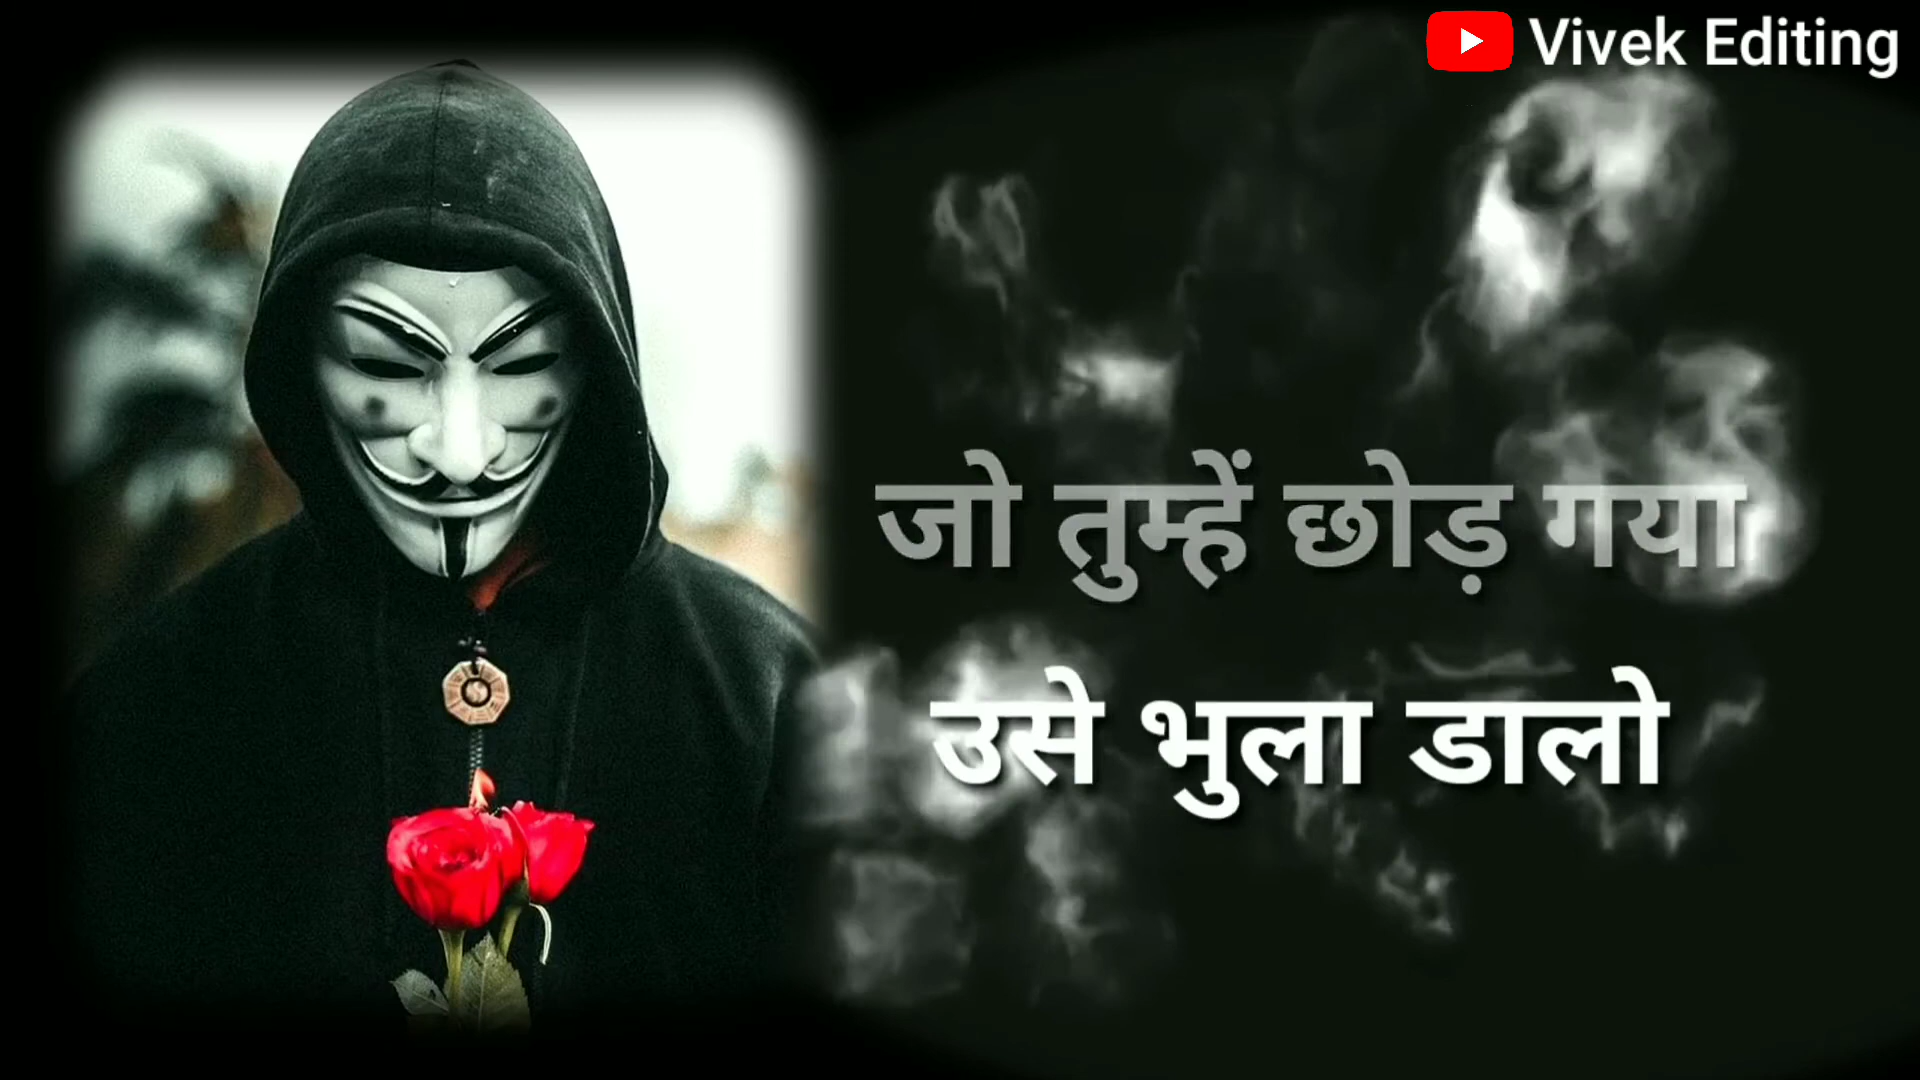 Vivek Editing
जो तुम्हें छोड़ गया
उसे भुला डालो